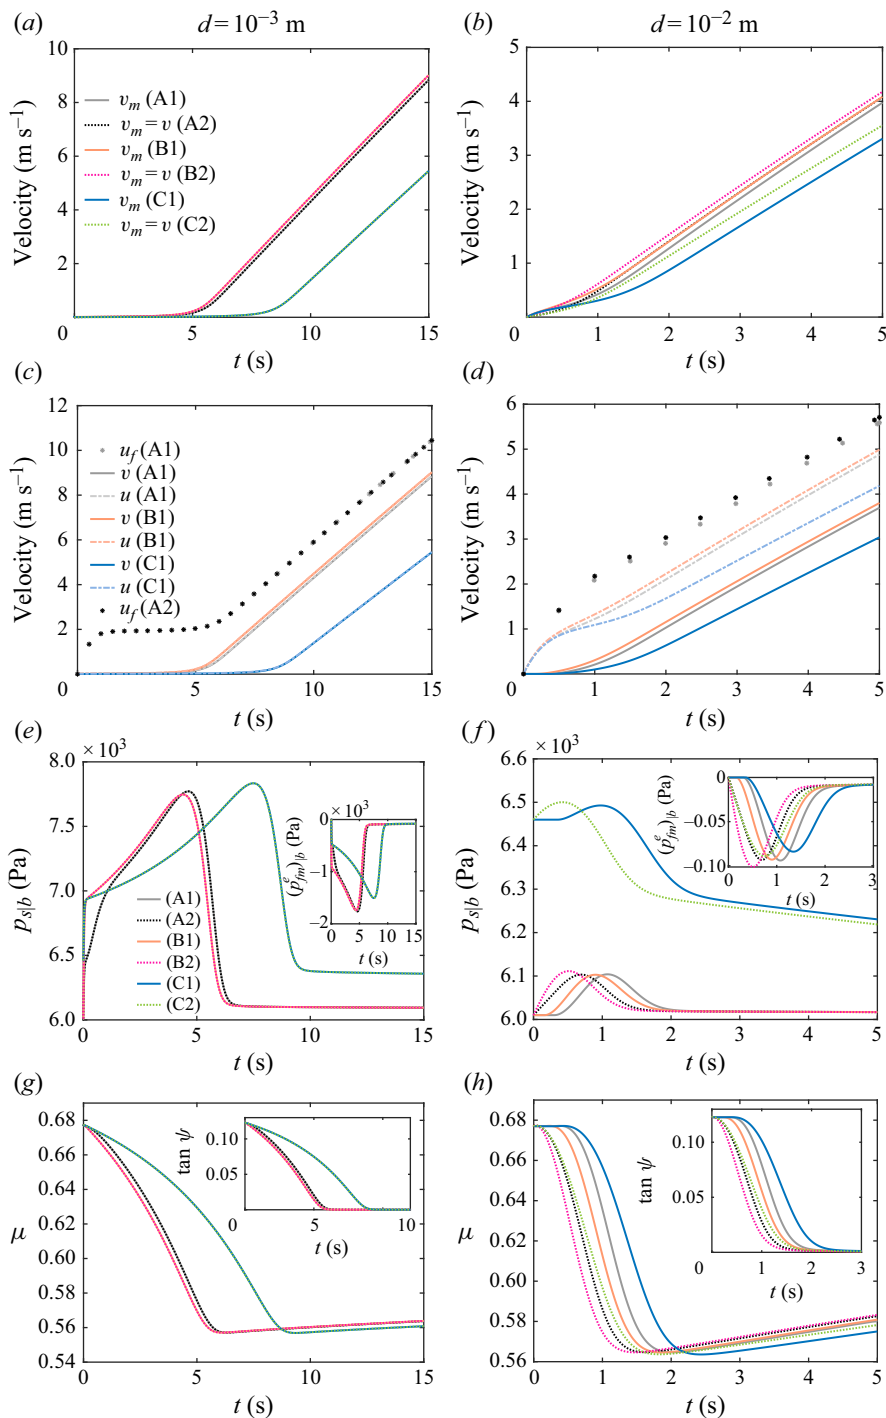 (a) d = 10⁻³ m
(b) d = 10⁻² m
Velocity (m s⁻¹)
10
8
6
4
2
0
5
10
15
t (s)
v_m (A1)
v_m = v (A2)
v_m (B1)
v_m = v (B2)
v_m (C1)
v_m = v (C2)
Velocity (m s⁻¹)
5
4
3
2
1
0
1
2
3
4
5
t (s)
(c)
(d)
Velocity (m s⁻¹)
12
10
8
6
4
2
0
5
10
15
t (s)
u_f (A1)
v (A1)
u (A1)
v (B1)
u (B1)
v (C1)
u (C1)
u_f (A2)
Velocity (m s⁻¹)
6
5
4
3
2
1
0
1
2
3
4
5
t (s)
(e)
(f)
× 10³
p_s|b (Pa)
8.0
7.5
7.0
6.5
6.0
0
5
10
15
t (s)
(A1)
(A2)
(B1)
(B2)
(C1)
(C2)
× 10³
(p^e_fm)|b (Pa)
0
−1
−2
0
5
10
15
t (s)
× 10³
p_s|b (Pa)
6.6
6.5
6.4
6.3
6.2
6.1
6.0
0
1
2
3
4
5
t (s)
(p^e_fm)|b (Pa)
0
−0.05
−0.10
0
1
2
3
t (s)
(g)
(h)
μ
0.68
0.66
0.64
0.62
0.60
0.58
0.56
0.54
0
5
10
15
t (s)
tan ψ
0.10
0.05
0
5
10
t (s)
μ
0.68
0.66
0.64
0.62
0.60
0.58
0.56
0
1
2
3
4
5
t (s)
tan ψ
0.10
0.05
0
1
2
3
t (s)